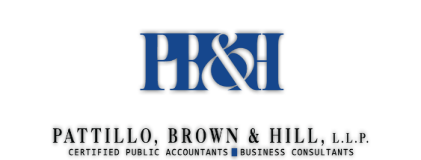 PB&H
PATTILLO, BROWN & HILL, L.L.P.
CERTIFIED PUBLIC ACCOUNTANTS BUSINESS CONSULTANTS